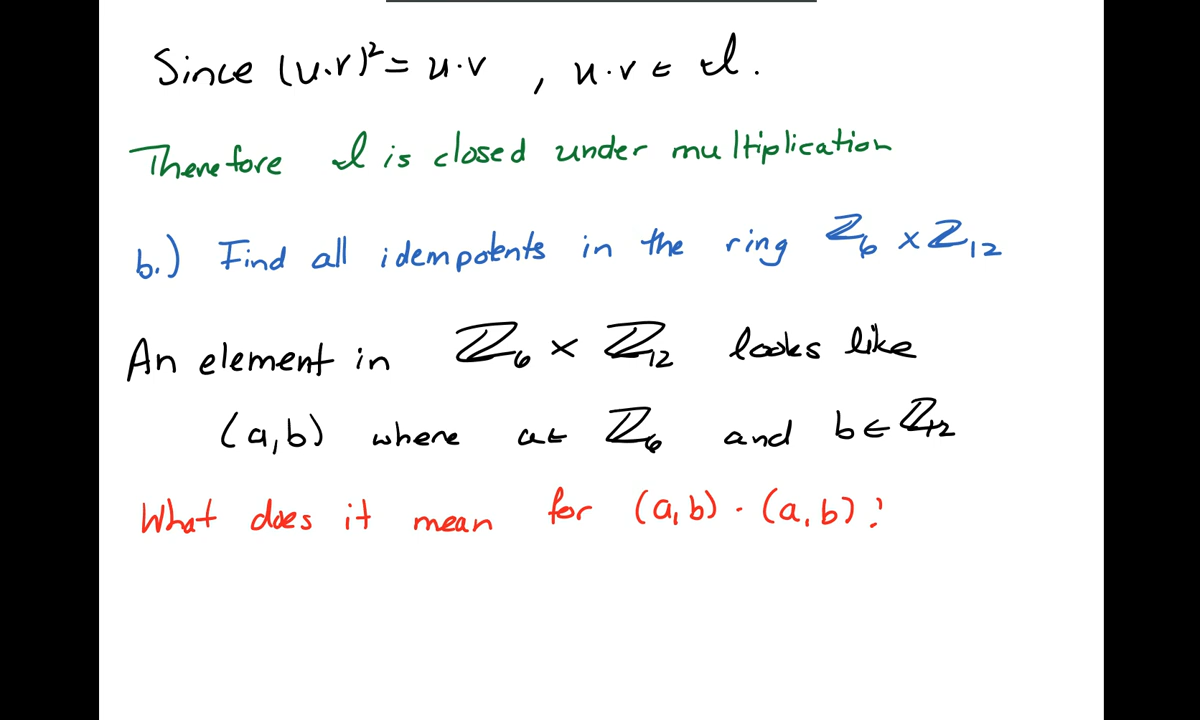 Since (u·v)² = u·v , u·v ∈ I.
Therefore I is closed under multiplication
b.) Find all idempotents in the ring ℤ₆ × ℤ₁₂
An element in ℤ₆ × ℤ₁₂ looks like
(a,b) where a ∈ ℤ₆ and b ∈ ℤ₁₂
What does it mean for (a,b) · (a,b)?